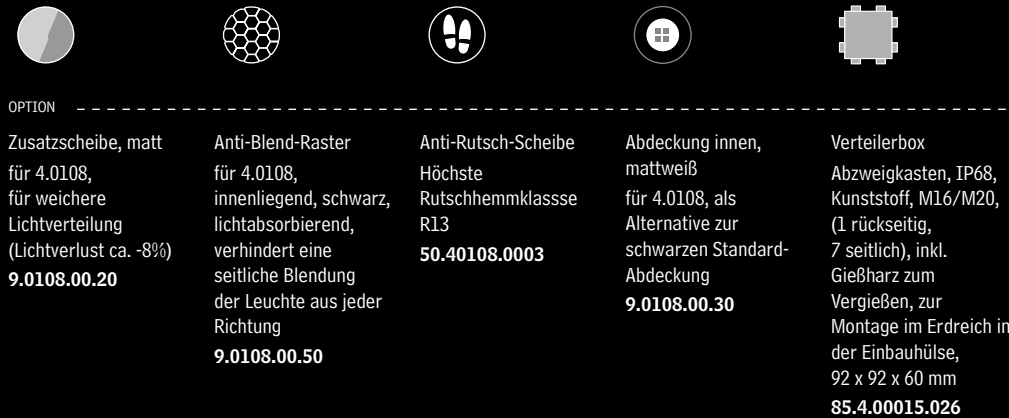 OPTION
Zusatzscheibe, matt
für 4.0108,
für weichere
Lichtverteilung
(Lichtverlust ca. -8%)
9.0108.00.20
Anti-Blend-Raster
für 4.0108,
innenliegend, schwarz,
lichtabsorbierend,
verhindert eine
seitliche Blendung
der Leuchte aus jeder
Richtung
9.0108.00.50
Anti-Rutsch-Scheibe
Höchste
Rutschhemmklassse
R13
50.40108.0003
Abdeckung innen,
mattweiß
für 4.0108, als
Alternative zur
schwarzen Standard-
Abdeckung
9.0108.00.30
Verteilerbox
Abzweigkasten, IP68,
Kunststoff, M16/M20,
(1 rückseitig,
7 seitlich), inkl.
Gießharz zum
Vergießen, zur
Montage im Erdreich in
der Einbauhülse,
92 x 92 x 60 mm
85.4.00015.026